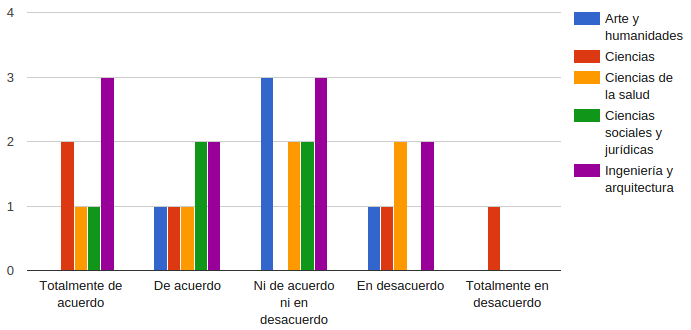 4
3
2
1
0
Totalmente de
acuerdo
De acuerdo
Ni de acuerdo
ni en
desacuerdo
En desacuerdo
Totalmente en
desacuerdo
Arte y
humanidades
Ciencias
Ciencias de
la salud
Ciencias
sociales y
jurídicas
Ingeniería y
arquitectura